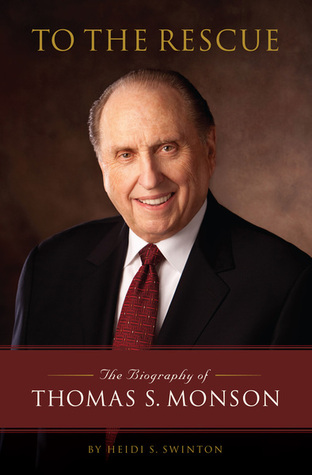 TO THE RESCUE
The Biography of
THOMAS S. MONSON
BY HEIDI S. SWINTON